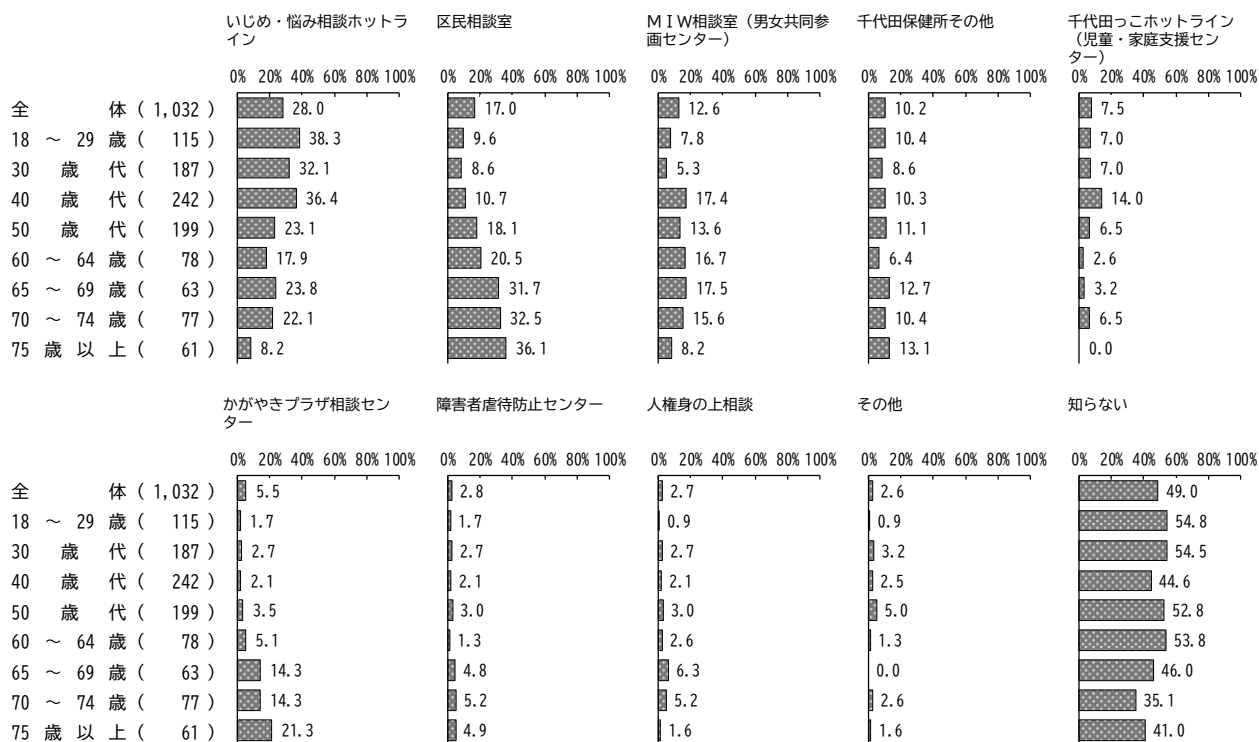 いじめ・悩み相談ホットラ
イン
区民相談室
ＭＩＷ相談室（男女共同参
画センター）
千代田保健所その他
千代田っこホットライン
（児童・家庭支援セン
ター）
0% 20% 40% 60% 80% 100% 0% 20% 40% 60% 80% 100% 0% 20% 40% 60% 80% 100% 0% 20% 40% 60% 80% 100% 0% 20% 40% 60% 80% 100%
全 体 ( 1,032 ) 28.0 17.0 12.6 10.2 7.5
18 ～ 29 歳 ( 115 ) 38.3 9.6 7.8 10.4 7.0
30 歳 代 ( 187 ) 32.1 8.6 5.3 8.6 7.0
40 歳 代 ( 242 ) 36.4 10.7 17.4 10.3 14.0
50 歳 代 ( 199 ) 23.1 18.1 13.6 11.1 6.5
60 ～ 64 歳 ( 78 ) 17.9 20.5 16.7 6.4 2.6
65 ～ 69 歳 ( 63 ) 23.8 31.7 17.5 12.7 3.2
70 ～ 74 歳 ( 77 ) 22.1 32.5 15.6 10.4 6.5
75 歳 以 上 ( 61 ) 8.2 36.1 8.2 13.1 0.0
かがやきプラザ相談セン
ター
障害者虐待防止センター
人権身の上相談
その他
知らない
0% 20% 40% 60% 80% 100% 0% 20% 40% 60% 80% 100% 0% 20% 40% 60% 80% 100% 0% 20% 40% 60% 80% 100% 0% 20% 40% 60% 80% 100%
全 体 ( 1,032 ) 5.5 2.8 2.7 2.6 49.0
18 ～ 29 歳 ( 115 ) 1.7 1.7 0.9 0.9 54.8
30 歳 代 ( 187 ) 2.7 2.7 2.7 3.2 54.5
40 歳 代 ( 242 ) 2.1 2.1 2.1 2.5 44.6
50 歳 代 ( 199 ) 3.5 3.0 3.0 5.0 52.8
60 ～ 64 歳 ( 78 ) 5.1 1.3 2.6 1.3 53.8
65 ～ 69 歳 ( 63 ) 14.3 4.8 6.3 0.0 46.0
70 ～ 74 歳 ( 77 ) 14.3 5.2 5.2 2.6 35.1
75 歳 以 上 ( 61 ) 21.3 4.9 1.6 1.6 41.0